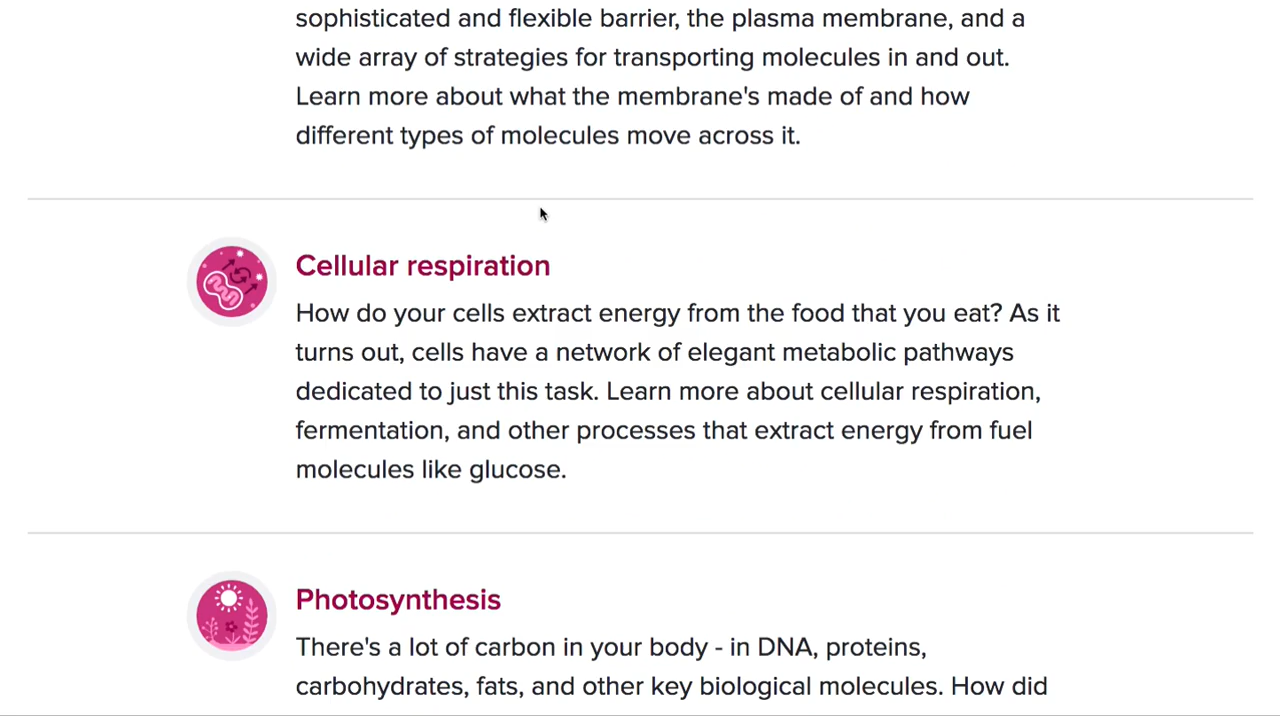 sophisticated and flexible barrier, the plasma membrane, and a
wide array of strategies for transporting molecules in and out.
Learn more about what the membrane's made of and how
different types of molecules move across it.
Cellular respiration
How do your cells extract energy from the food that you eat? As it
turns out, cells have a network of elegant metabolic pathways
dedicated to just this task. Learn more about cellular respiration,
fermentation, and other processes that extract energy from fuel
molecules like glucose.
Photosynthesis
There's a lot of carbon in your body - in DNA, proteins,
carbohydrates, fats, and other key biological molecules. How did